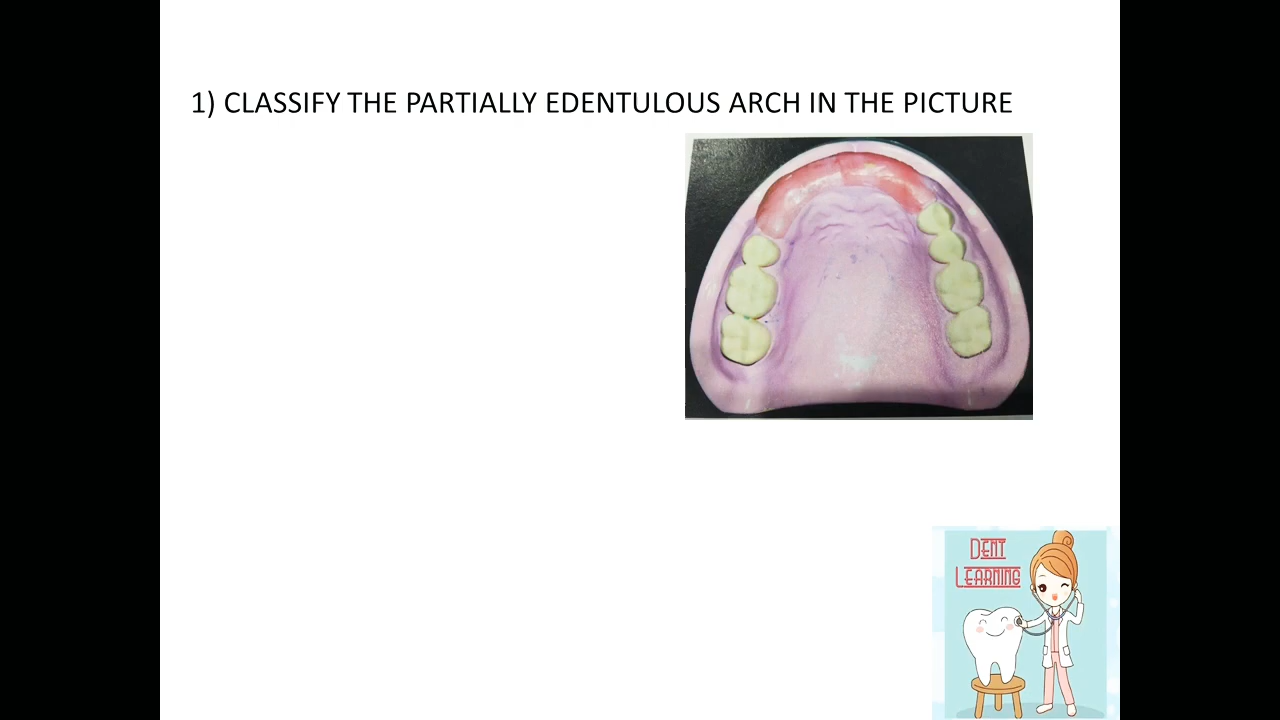 1) CLASSIFY THE PARTIALLY EDENTULOUS ARCH IN THE PICTURE
DENT
LEARNING